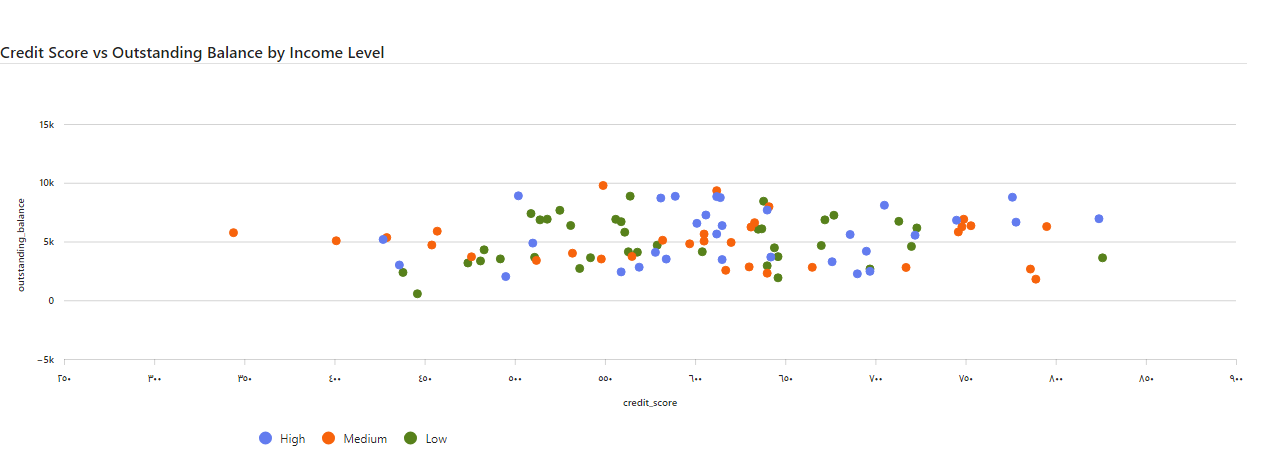 Credit Score vs Outstanding Balance by Income Level
15k
10k
5k
0
−5k
outstanding_balance
٢٥٠ ٣٠٠ ٣٥٠ ٤٠٠ ٤٥٠ ٥٠٠ ٥٥٠ ٦٠٠ ٦٥٠ ٧٠٠ ٧٥٠ ٨٠٠ ٨٥٠ ٩٠٠
credit_score
High Medium Low